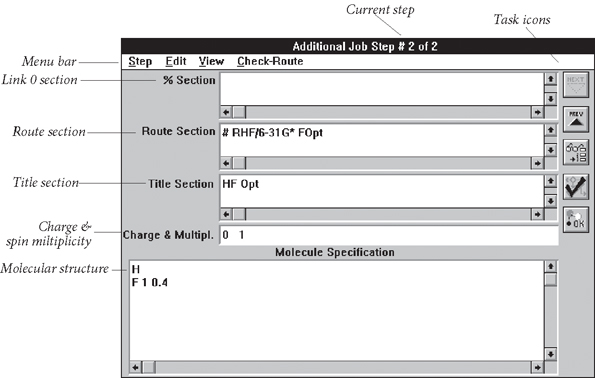 Current step
Task icons
Additional Job Step # 2 of 2
Menu bar
Step Edit View Check-Route
Link 0 section
% Section
NEXT
PREV
Route section
Route Section
# RHF/6-31G* FOpt
Title section
Title Section
HF Opt
Charge &
spin miltiplicity
Charge & Multipl.
0 1
OK
Molecule Specification
Molecular structure
H
F 1 0.4